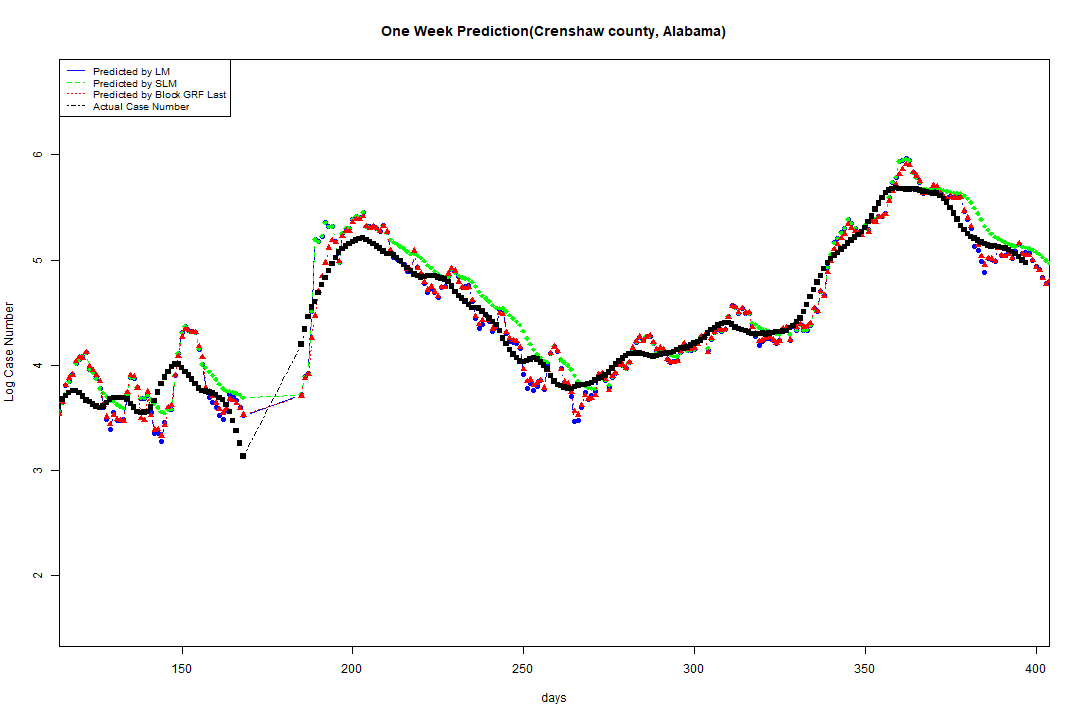 One Week Prediction(Crenshaw county, Alabama)
Predicted by LM
Predicted by SLM
Predicted by Block GRF Last
Actual Case Number
6
5
4
3
2
Log Case Number
150 200 250 300 350 400
days